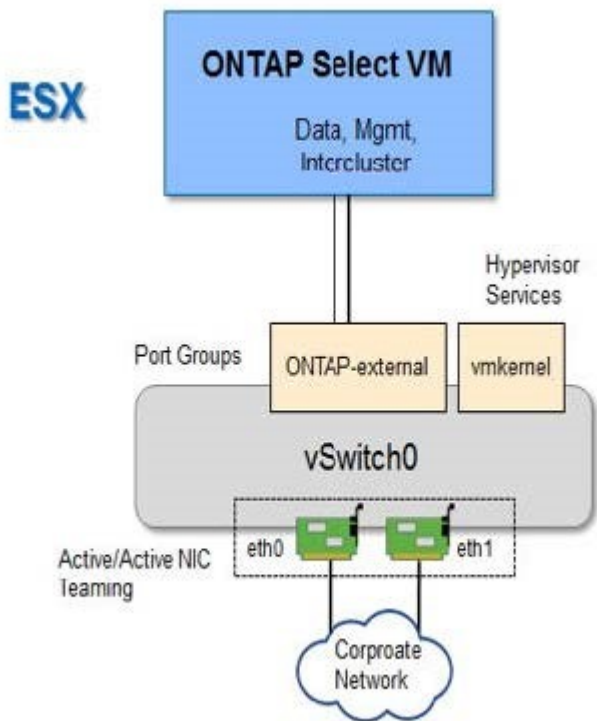 ESX
ONTAP Select VM
Data, Mgmt,
Intercluster
Hypervisor
Services
Port Groups
ONTAP-external
vmkernel
vSwitch0
eth0
eth1
Active/Active NIC
Teaming
Corproate
Network